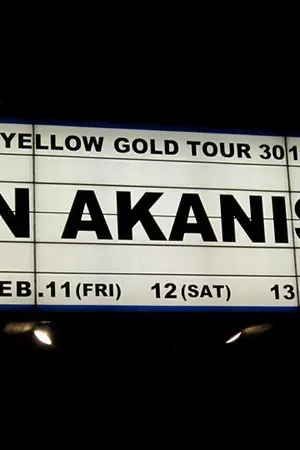 YELLOW GOLD TOUR 301
N AKANIS
EB.11(FRI) 12(SAT) 13